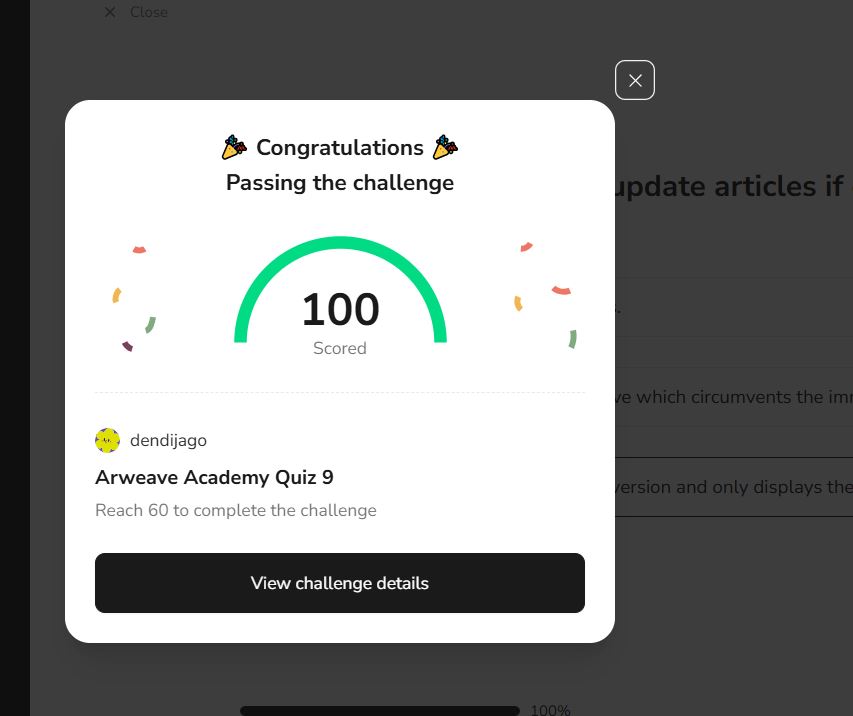 Close
Congratulations
Passing the challenge
update articles if
100
Scored
ve which circumvents the
dendijago
Arweave Academy Quiz 9
version and only displays the
Reach 60 to complete the challenge
View challenge details
100%